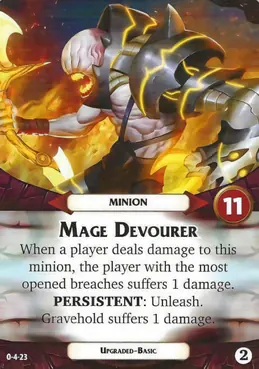 MINION
11
MAGE DEVOURER
When a player deals damage to this
minion, the player with the most
opened breaches suffers 1 damage.
PERSISTENT: Unleash.
Gravehold suffers 1 damage.
0-4-23
UPGRADED-BASIC
2